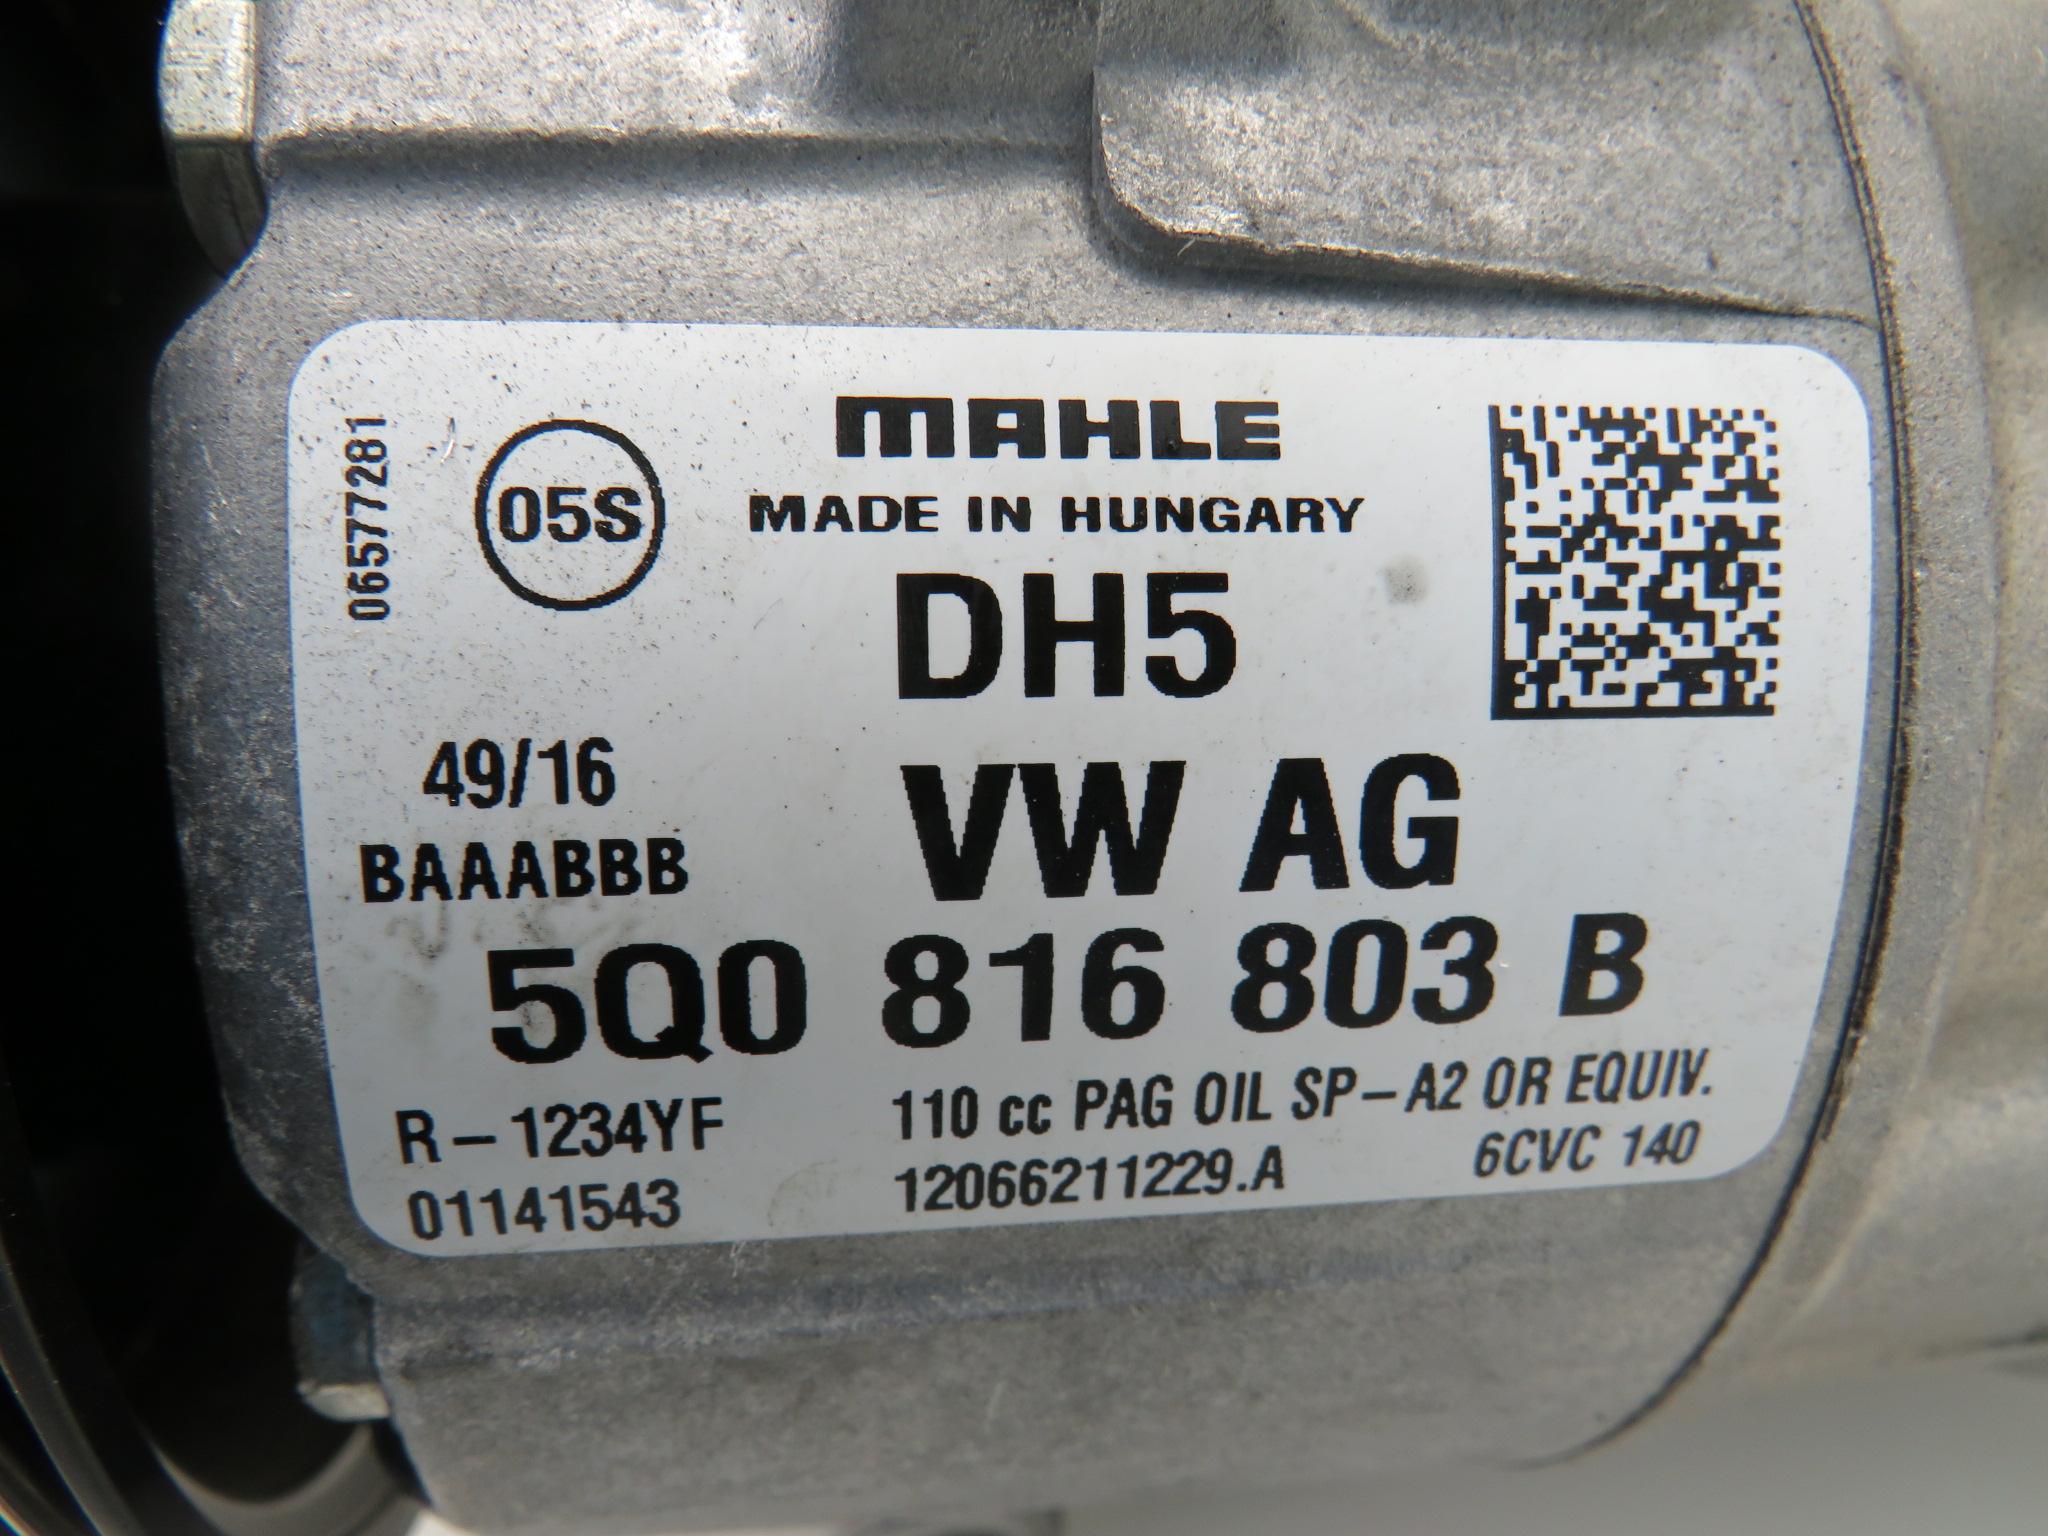 06577281
05S
MAHLE
MADE IN HUNGARY
DH5
49/16
VW AG
BAAABBB
5Q0 816 803 B
R-1234YF
110 cc PAG OIL SP-A2 OR EQUIV.
01141543
12066211229.A
6CVC 140